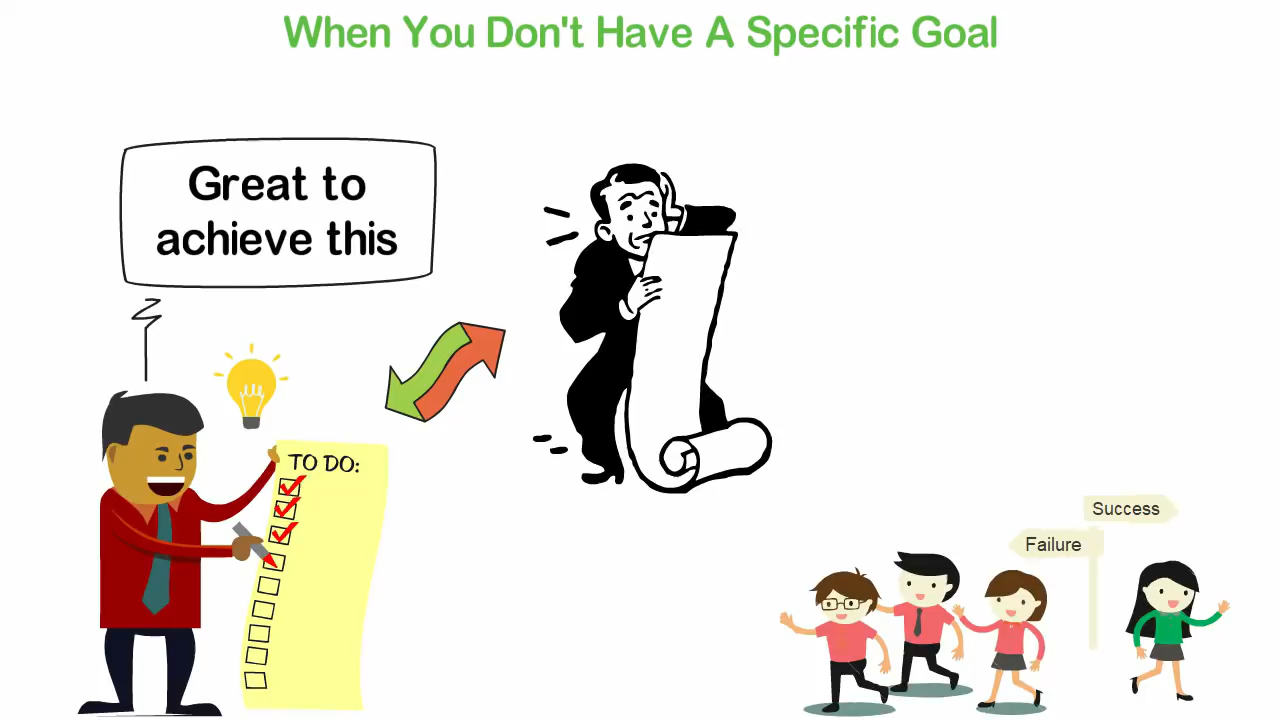 When You Don't Have A Specific Goal
Great to
achieve this
TO DO:
Success
Failure